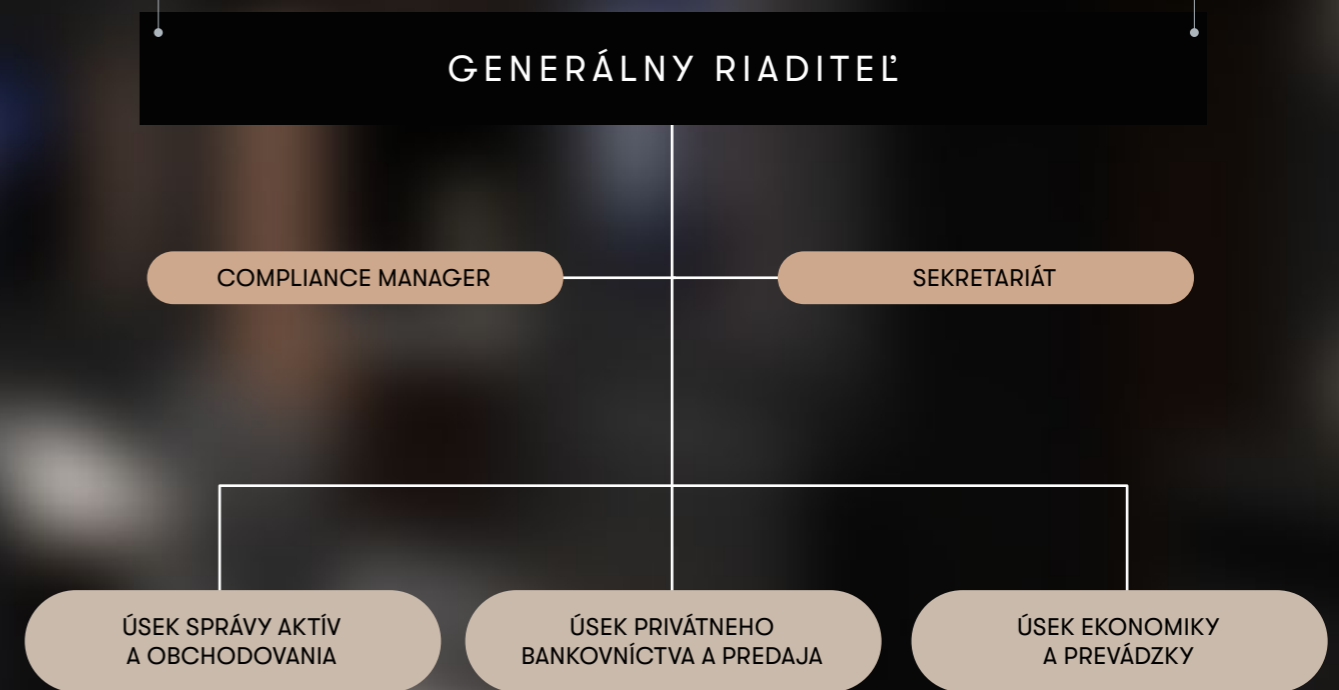 GENERÁLNY RIADITEĽ
COMPLIANCE MANAGER
SEKRETARIÁT
ÚSEK SPRÁVY AKTÍV
A OBCHODOVANIA
ÚSEK PRIVÁTNEHO
BANKOVNÍCTVA A PREDAJA
ÚSEK EKONOMIKY
A PREVÁDZKY